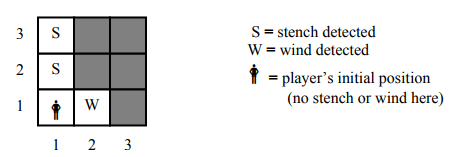 3 S
2 S
1 W
1 2 3
S = stench detected
W = wind detected
= player's initial position
(no stench or wind here)